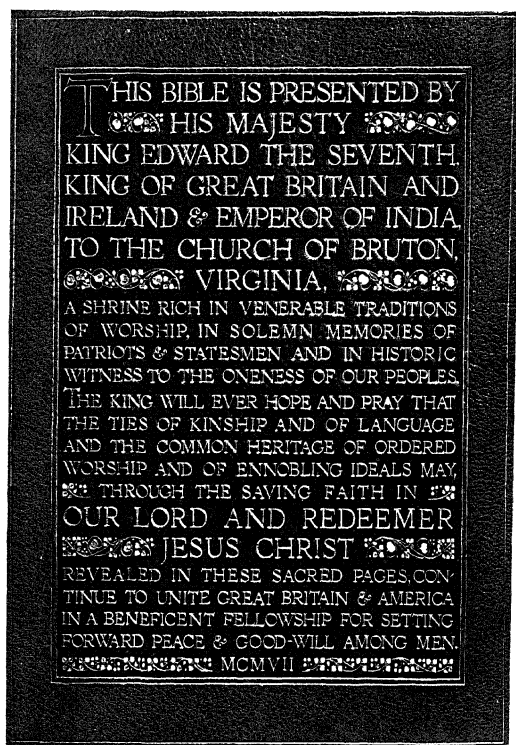 THIS BIBLE IS PRESENTED BY
HIS MAJESTY
KING EDWARD THE SEVENTH,
KING OF GREAT BRITAIN AND
IRELAND & EMPEROR OF INDIA,
TO THE CHURCH OF BRUTON,
VIRGINIA,
A SHRINE RICH IN VENERABLE TRADITIONS
OF WORSHIP, IN SOLEMN MEMORIES OF
PATRIOTS & STATESMEN AND IN HISTORIC
WITNESS TO THE ONENESS OF OUR PEOPLES.
THE KING WILL EVER HOPE AND PRAY THAT
THE TIES OF KINSHIP AND OF LANGUAGE
AND THE COMMON HERITAGE OF ORDERED
WORSHIP AND OF ENNOBLING IDEALS MAY,
THROUGH THE SAVING FAITH IN
OUR LORD AND REDEEMER
JESUS CHRIST
REVEALED IN THESE SACRED PAGES, CON-
TINUE TO UNITE GREAT BRITAIN & AMERICA
IN A BENEFICENT FELLOWSHIP FOR SETTING
FORWARD PEACE & GOOD-WILL AMONG MEN.
MCMVII